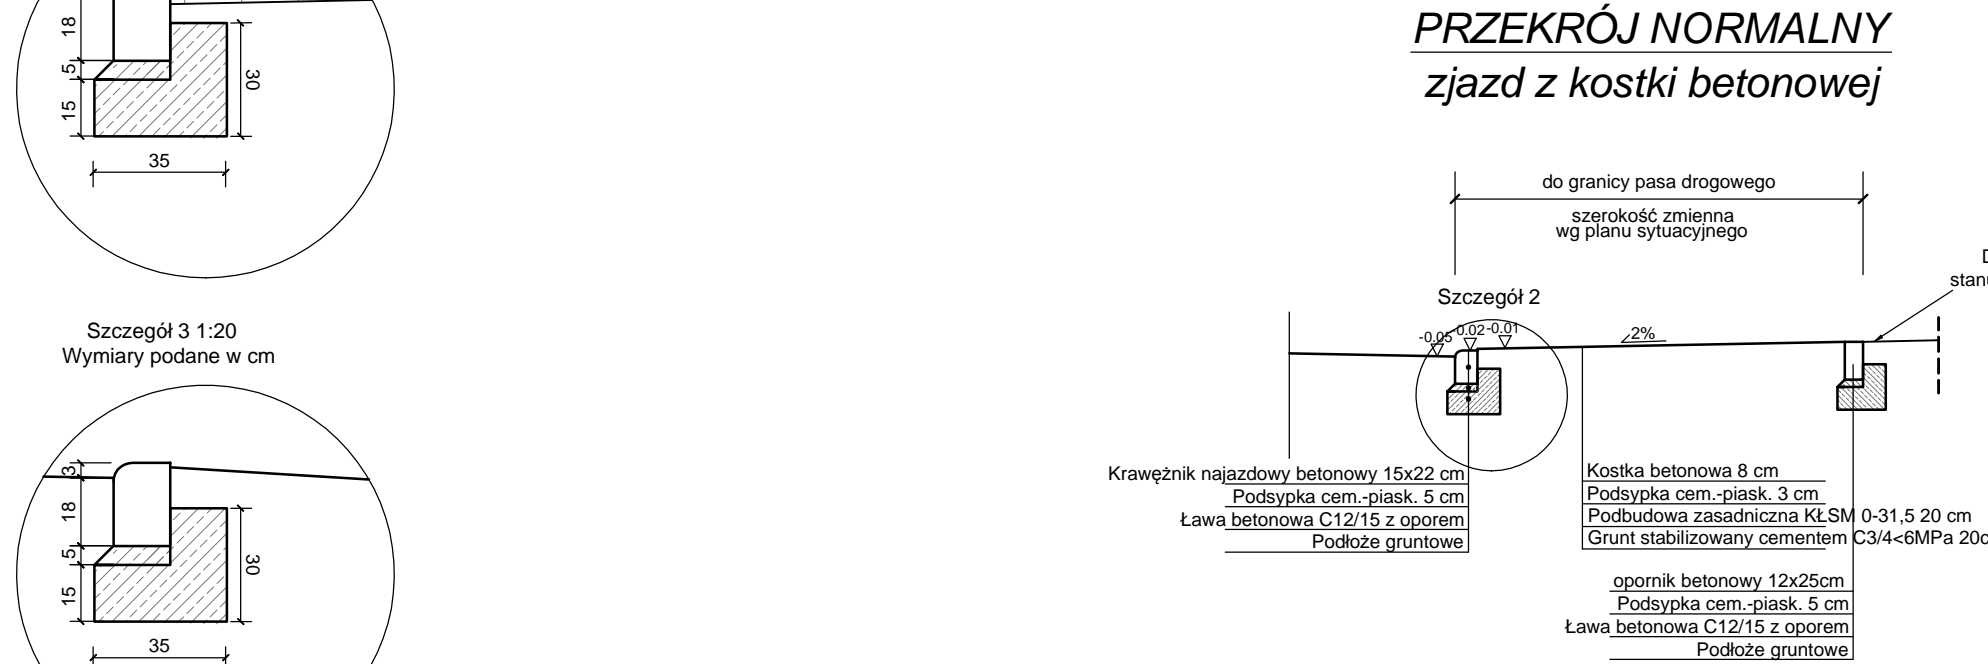 18
5
15
30
35
Szczegół 3 1:20
Wymiary podane w cm
3
18
5
15
30
35
PRZEKRÓJ NORMALNY
zjazd z kostki betonowej
do granicy pasa drogowego
szerokość zmienna
wg planu sytuacyjnego
D
stanu
Szczegół 2
-0.05 -0.02 -0.01
2%
Krawężnik najazdowy betonowy 15x22 cm
Podsypka cem.-piask. 5 cm
Ława betonowa C12/15 z oporem
Podłoże gruntowe
Kostka betonowa 8 cm
Podsypka cem.-piask. 3 cm
Podbudowa zasadniczna KŁSM 0-31,5 20 cm
Grunt stabilizowany cementem C3/4<6MPa 20c
opornik betonowy 12x25cm
Podsypka cem.-piask. 5 cm
Ława betonowa C12/15 z oporem
Podłoże gruntowe